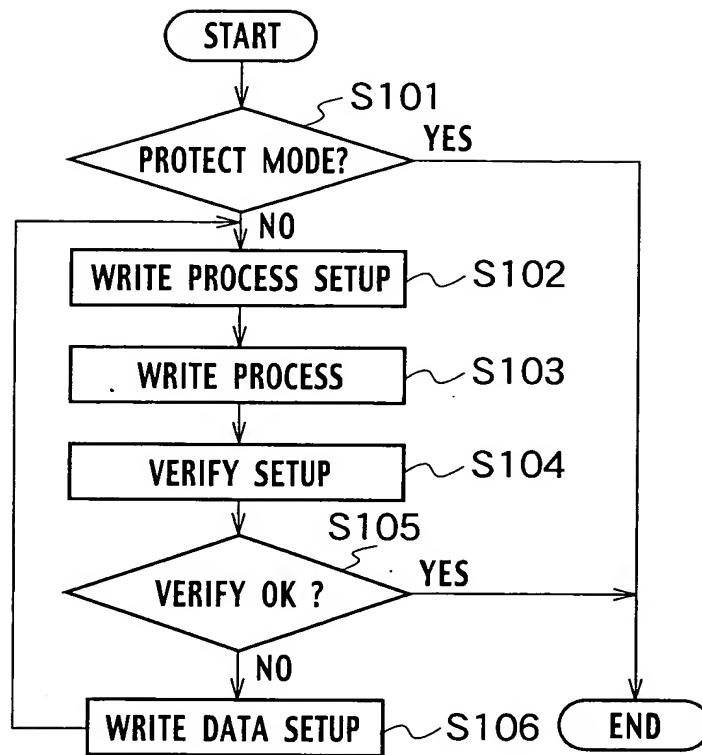 START
S101
PROTECT MODE?
YES
NO
WRITE PROCESS SETUP
S102
WRITE PROCESS
S103
VERIFY SETUP
S104
S105
VERIFY OK ?
YES
NO
WRITE DATA SETUP
S106
END